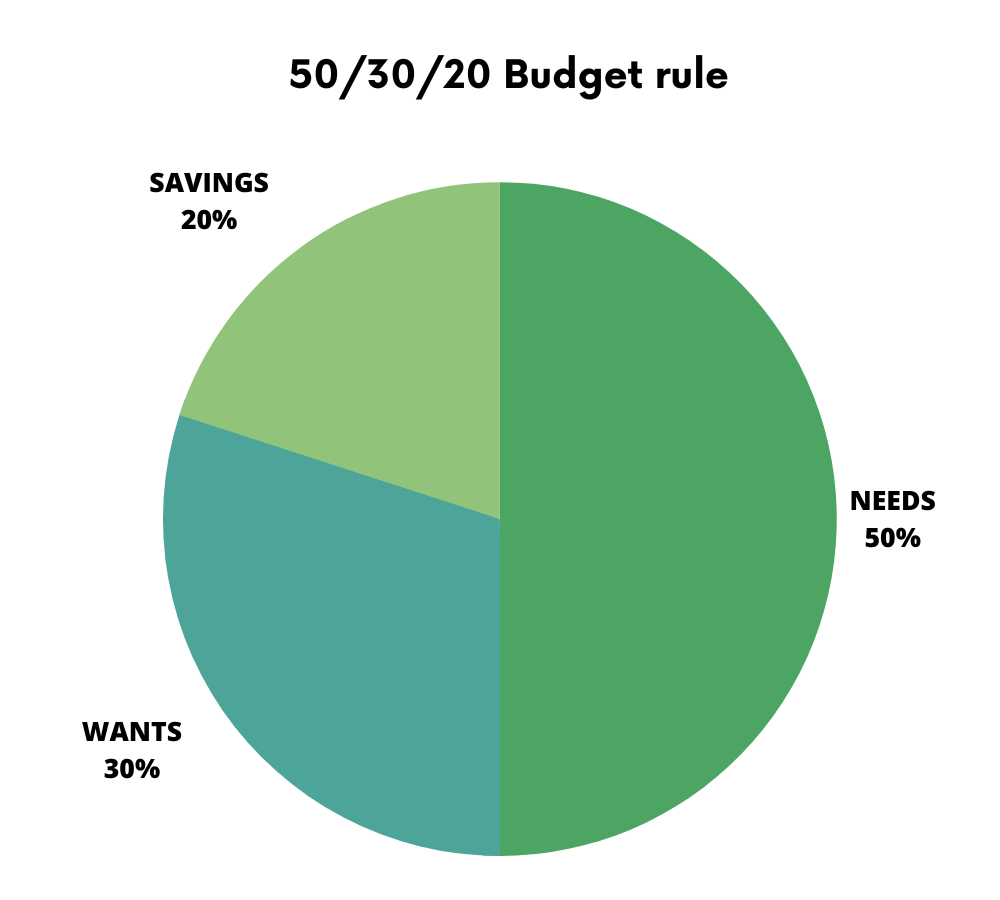 50/30/20 Budget rule
SAVINGS
20%
NEEDS
50%
WANTS
30%